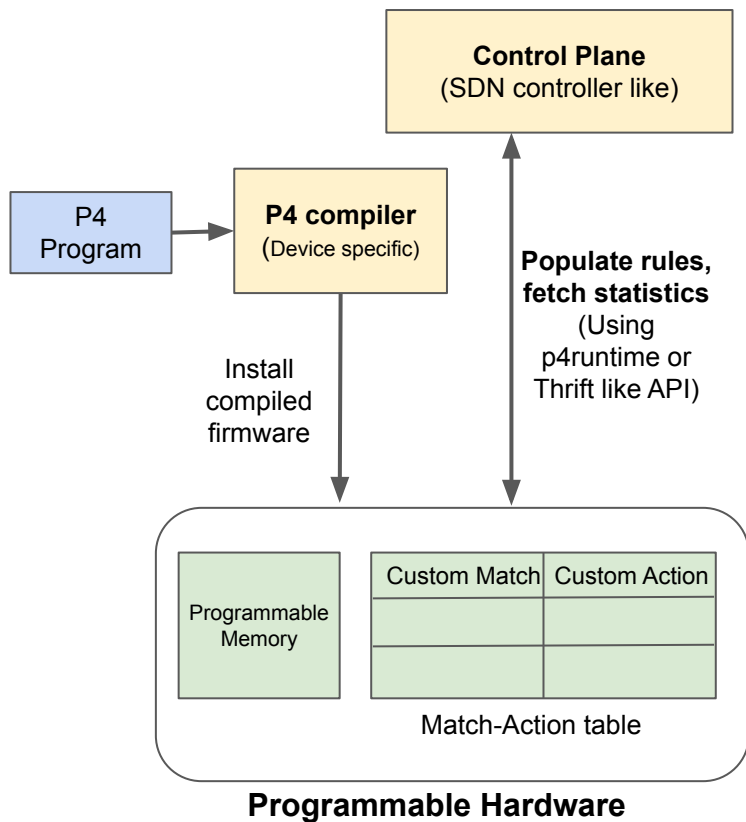 Control Plane
(SDN controller like)
P4
Program
P4 compiler
(Device specific)
Populate rules,
fetch statistics
(Using
p4runtime or
Thrift like API)
Install
compiled
firmware
Programmable
Memory
Custom Match
Custom Action
Match-Action table
Programmable Hardware